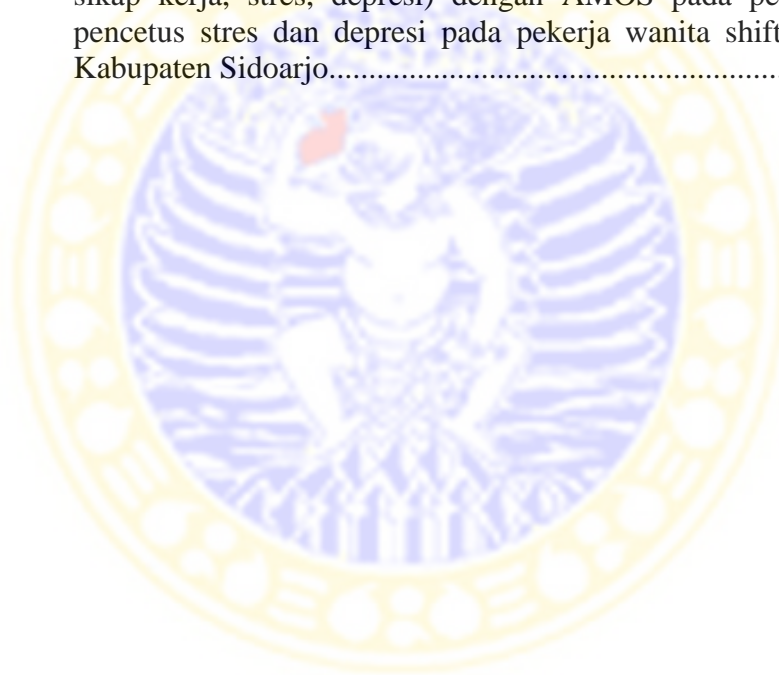 sikap kerja, stres, depresi) dengan AMOS pada pe
pencetus stres dan depresi pada pekerja wanita shift
Kabupaten Sidoarjo........................................................